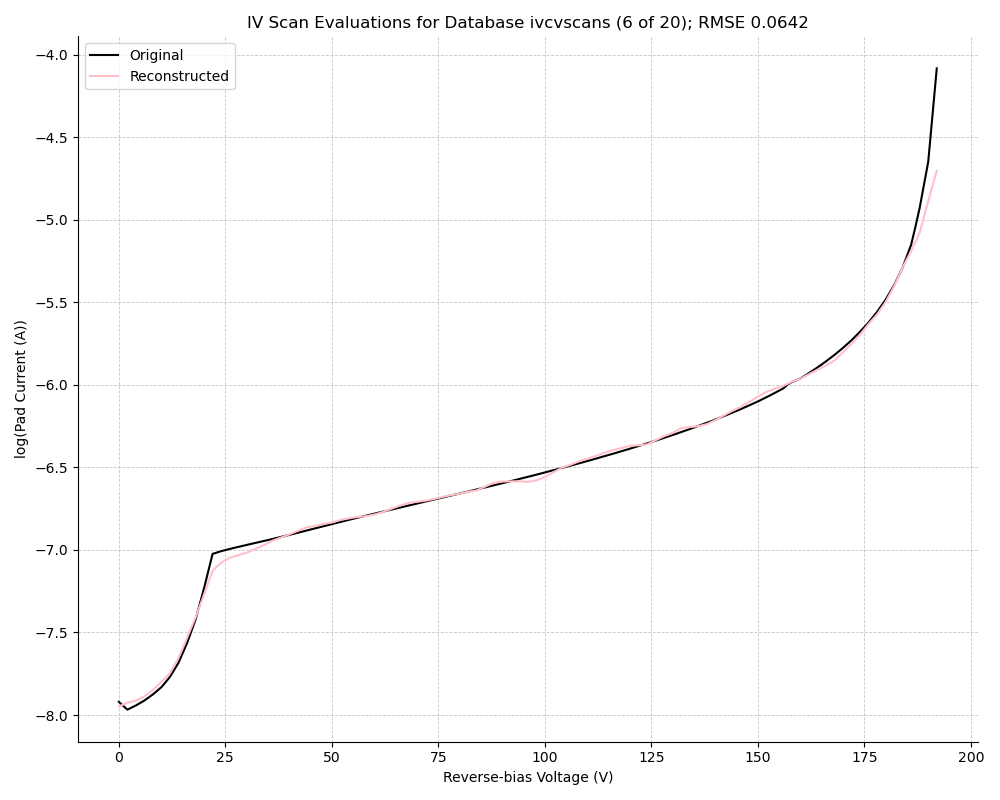 IV Scan Evaluations for Database ivcvscans (6 of 20); RMSE 0.0642
Original
Reconstructed
log(Pad Current (A))
−4.0
−4.5
−5.0
−5.5
−6.0
−6.5
−7.0
−7.5
−8.0
0 25 50 75 100 125 150 175 200
Reverse-bias Voltage (V)